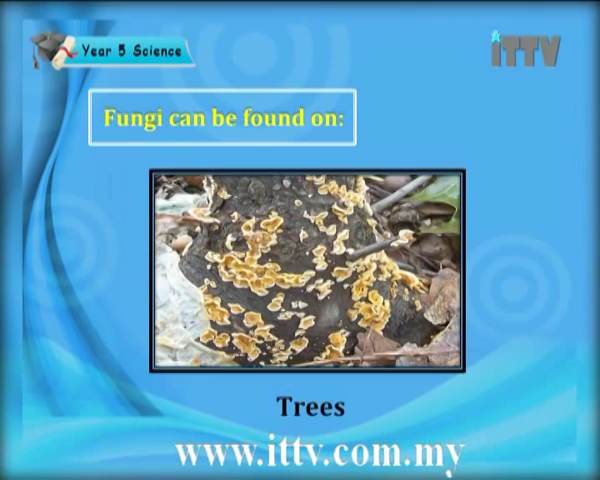 Year 5 Science
iTTV
Fungi can be found on:
Trees
www.ittv.com.my